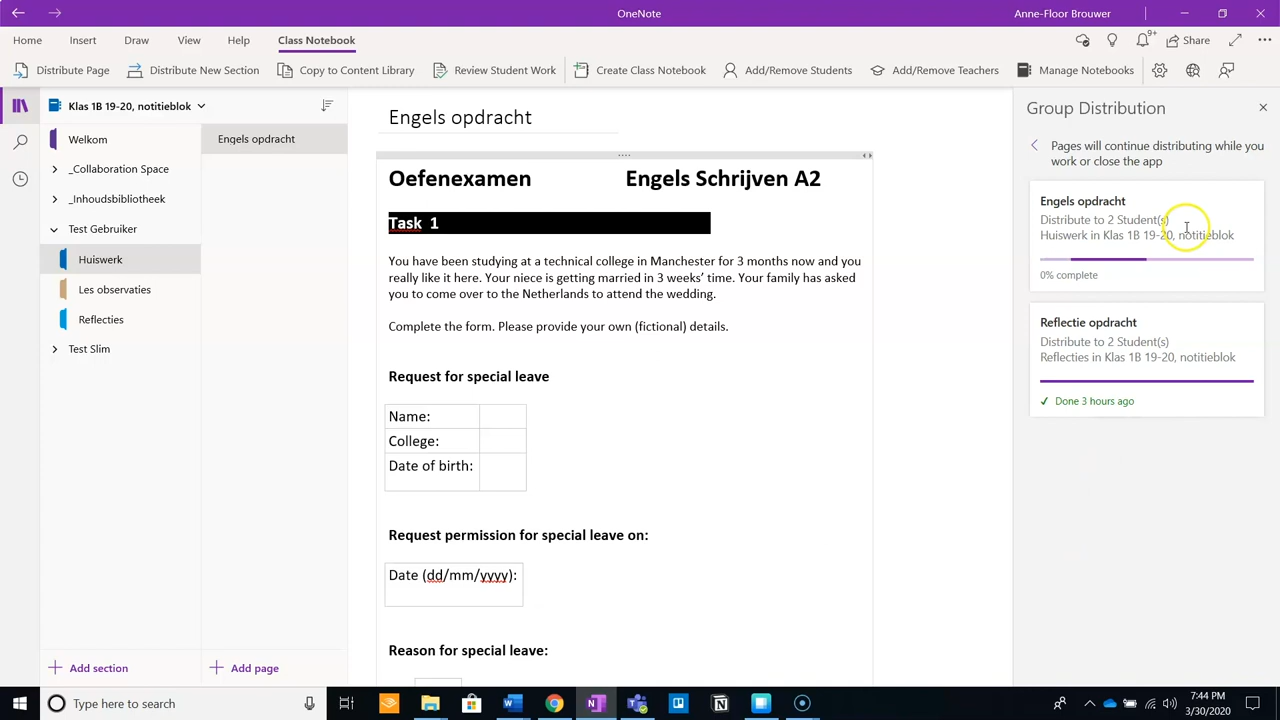 OneNote
Anne-Floor Brouwer
Home
Insert
Draw
View
Help
Class Notebook
9+
Share
Distribute Page
Distribute New Section
Copy to Content Library
Review Student Work
Create Class Notebook
Add/Remove Students
Add/Remove Teachers
Manage Notebooks
Klas 1B 19-20, notitieblok
Welkom
_Collaboration Space
_Inhoudsbibliotheek
Test Gebruiker
Huiswerk
Les observaties
Reflecties
Test Slim
Add section
Engels opdracht
Add page
Engels opdracht
Oefenexamen Engels Schrijven A2
Task 1
You have been studying at a technical college in Manchester for 3 months now and you
really like it here. Your niece is getting married in 3 weeks’ time. Your family has asked
you to come over to the Netherlands to attend the wedding.
Complete the form. Please provide your own (fictional) details.
Request for special leave
Name:
College:
Date of birth:
Request permission for special leave on:
Date (dd/mm/yyyy):
Reason for special leave:
Group Distribution
Pages will continue distributing while you
work or close the app
Engels opdracht
Distribute to 2 Student(s)
Huiswerk in Klas 1B 19-20, notitieblok
0% complete
Reflectie opdracht
Distribute to 2 Student(s)
Reflecties in Klas 1B 19-20, notitieblok
Done 3 hours ago
Type here to search
7:44 PM
3/30/2020